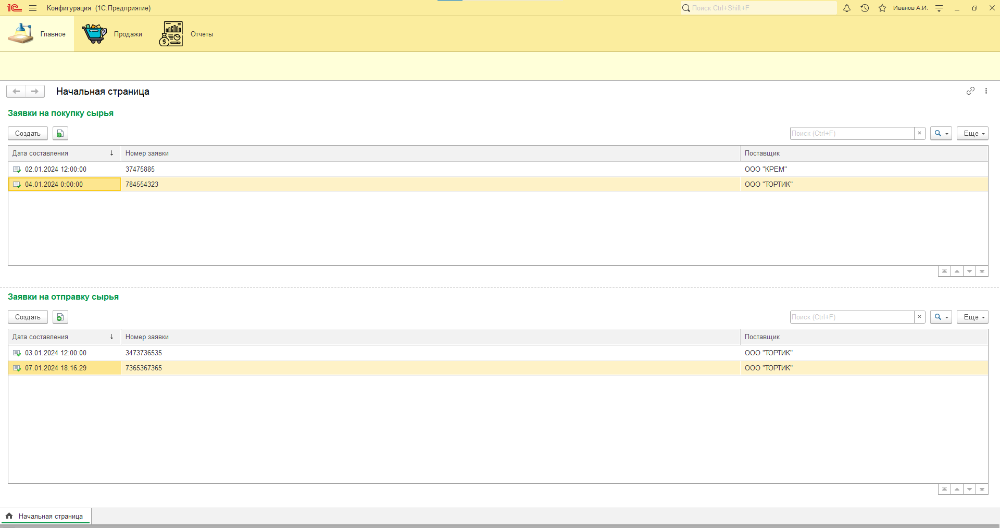 1С Конфигурация (1С:Предприятие) Поиск Ctrl+Shift+F Иванов А.И.
Главное Продажи Отчеты
Начальная страница
Заявки на покупку сырья
Создать Поиск (Ctrl+F) × Еще
Дата составления ↓ Номер заявки Поставщик
02.01.2024 12:00:00 37475885 ООО "КРЕМ"
04.01.2024 0:00:00 784554323 ООО "ТОРТИК"
Заявки на отправку сырья
Создать Поиск (Ctrl+F) × Еще
Дата составления ↓ Номер заявки Поставщик
03.01.2024 12:00:00 3473736535 ООО "ТОРТИК"
07.01.2024 18:16:29 7365367365 ООО "ТОРТИК"
Начальная страница